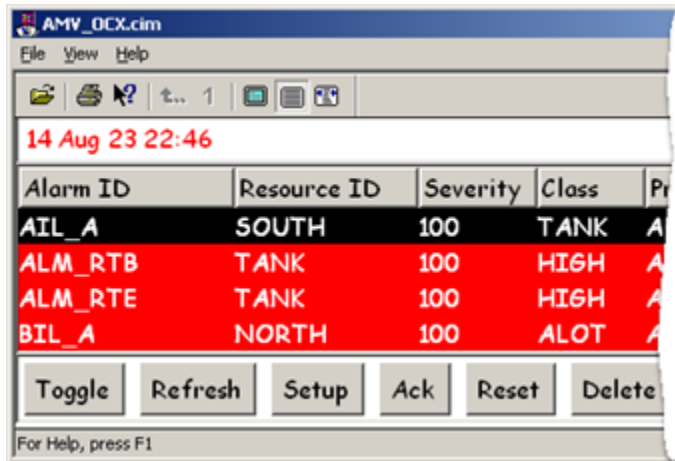 AMV_OCX.cim
File View Help
1
14 Aug 23 22:46
Alarm ID Resource ID Severity Class Pr
AIL_A SOUTH 100 TANK A
ALM_RTB TANK 100 HIGH A
ALM_RTE TANK 100 HIGH A
BIL_A NORTH 100 ALOT A
Toggle Refresh Setup Ack Reset Delete
For Help, press F1